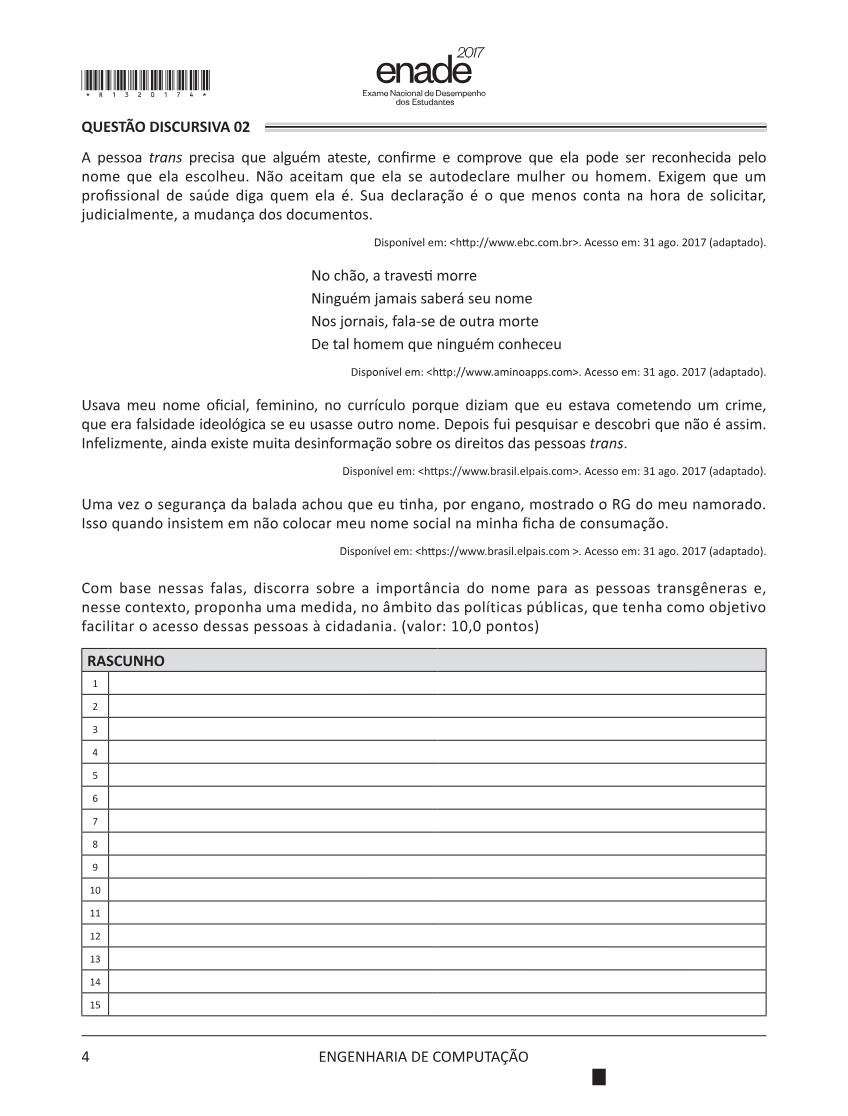 2017
enade
Exame Nacional de Desempenho
dos Estudantes
* R 1 3 2 0 1 7 4 *
QUESTÃO DISCURSIVA 02
A pessoa trans precisa que alguém ateste, confirme e comprove que ela pode ser reconhecida pelo
nome que ela escolheu. Não aceitam que ela se autodeclare mulher ou homem. Exigem que um
profissional de saúde diga quem ela é. Sua declaração é o que menos conta na hora de solicitar,
judicialmente, a mudança dos documentos.
Disponível em: <http://www.ebc.com.br>. Acesso em: 31 ago. 2017 (adaptado).
No chão, a travesti morre
Ninguém jamais saberá seu nome
Nos jornais, fala-se de outra morte
De tal homem que ninguém conheceu
Disponível em: <http://www.aminoapps.com>. Acesso em: 31 ago. 2017 (adaptado).
Usava meu nome oficial, feminino, no currículo porque diziam que eu estava cometendo um crime,
que era falsidade ideológica se eu usasse outro nome. Depois fui pesquisar e descobri que não é assim.
Infelizmente, ainda existe muita desinformação sobre os direitos das pessoas trans.
Disponível em: <https://www.brasil.elpais.com>. Acesso em: 31 ago. 2017 (adaptado).
Uma vez o segurança da balada achou que eu tinha, por engano, mostrado o RG do meu namorado.
Isso quando insistem em não colocar meu nome social na minha ficha de consumação.
Disponível em: <https://www.brasil.elpais.com >. Acesso em: 31 ago. 2017 (adaptado).
Com base nessas falas, discorra sobre a importância do nome para as pessoas transgêneras e,
nesse contexto, proponha uma medida, no âmbito das políticas públicas, que tenha como objetivo
facilitar o acesso dessas pessoas à cidadania. (valor: 10,0 pontos)
RASCUNHO
1
2
3
4
5
6
7
8
9
10
11
12
13
14
15
4
ENGENHARIA DE COMPUTAÇÃO